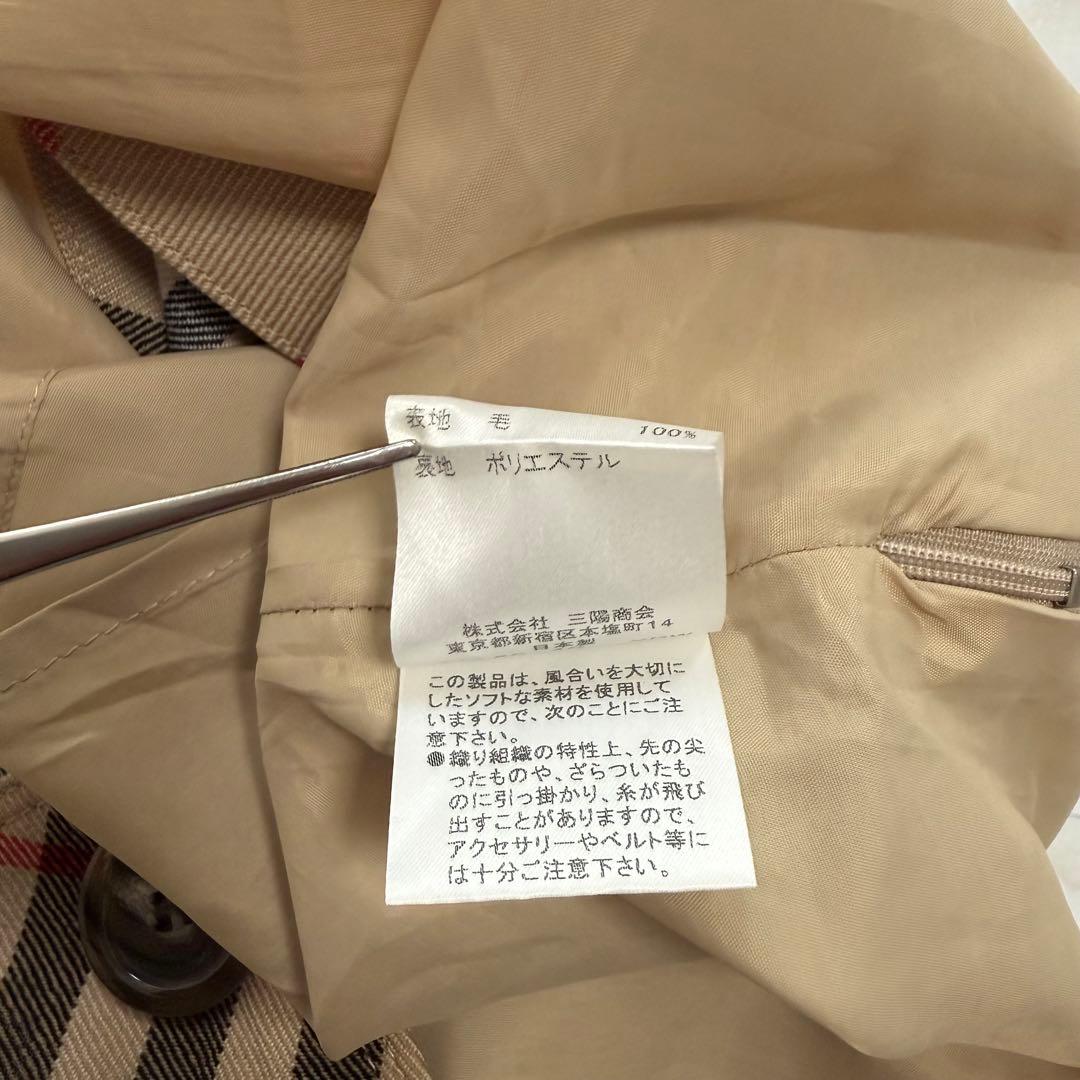 表地 毛 100%
裏地 ポリエステル
株式会社 三陽商会
東京都新宿区本塩町14
日本製
この製品は、風合いを大切に
したソフトな素材を使用して
いますので、次のことにご注
意下さい。
●織り組織の特性上、先の尖
ったものや、ざらついたも
のに引っ掛かり、糸が飛び
出すことがありますので、
アクセサリーやベルト等に
は十分ご注意下さい。